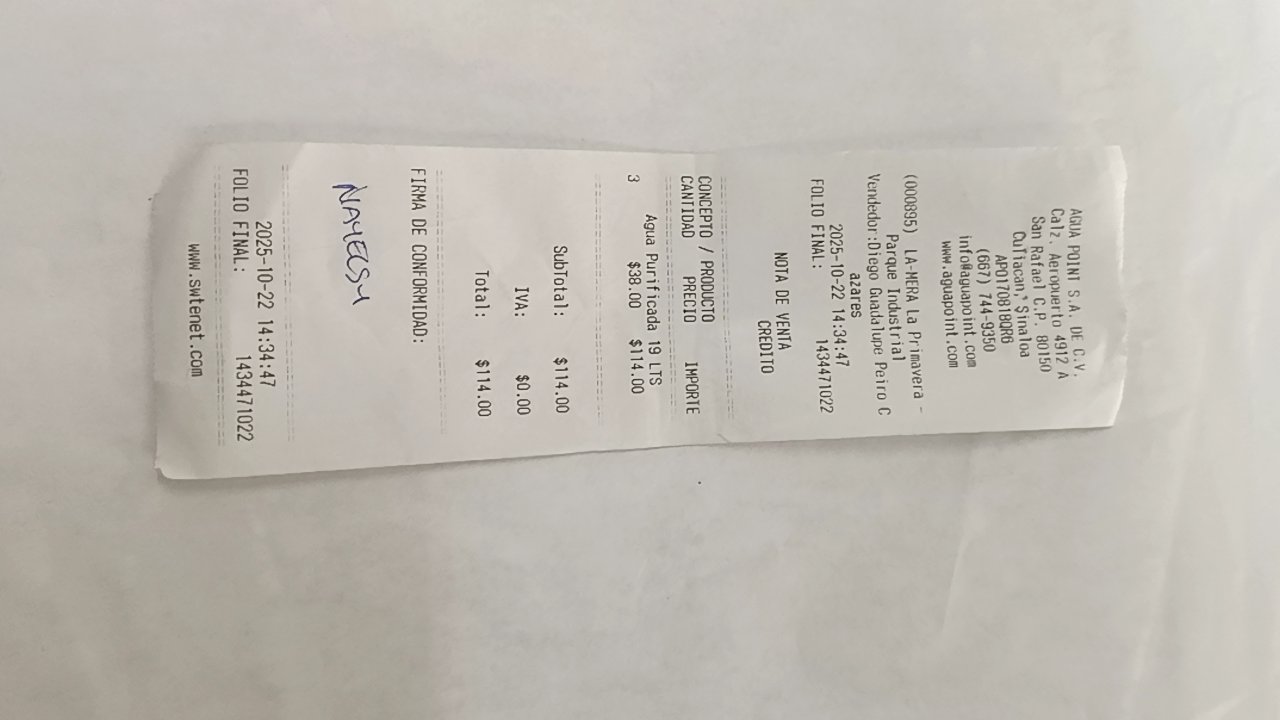 AGUA POINT S.A. DE C.V.
Calz. Aeropuerto 4912 A
San Rafael C.P. 80150
Culiacan, Sinaloa
APO170818QR6
(667) 744-9350
info@aguapoint.com
www.aguapoint.com
(000895) LA-MERA La Primavera -
Parque Industrial
Vendedor:Diego Guadalupe Peiro C
azares
2025-10-22 14:34:47
FOLIO FINAL: 1434471022
NOTA DE VENTA
CREDITO
CONCEPTO / PRODUCTO
CANTIDAD PRECIO IMPORTE
Agua Purificada 19 LTS
3 $38.00 $114.00
SubTotal: $114.00
IVA: $0.00
Total: $114.00
FIRMA DE CONFORMIDAD:
2025-10-22 14:34:47
FOLIO FINAL: 1434471022
www.swtenet.com